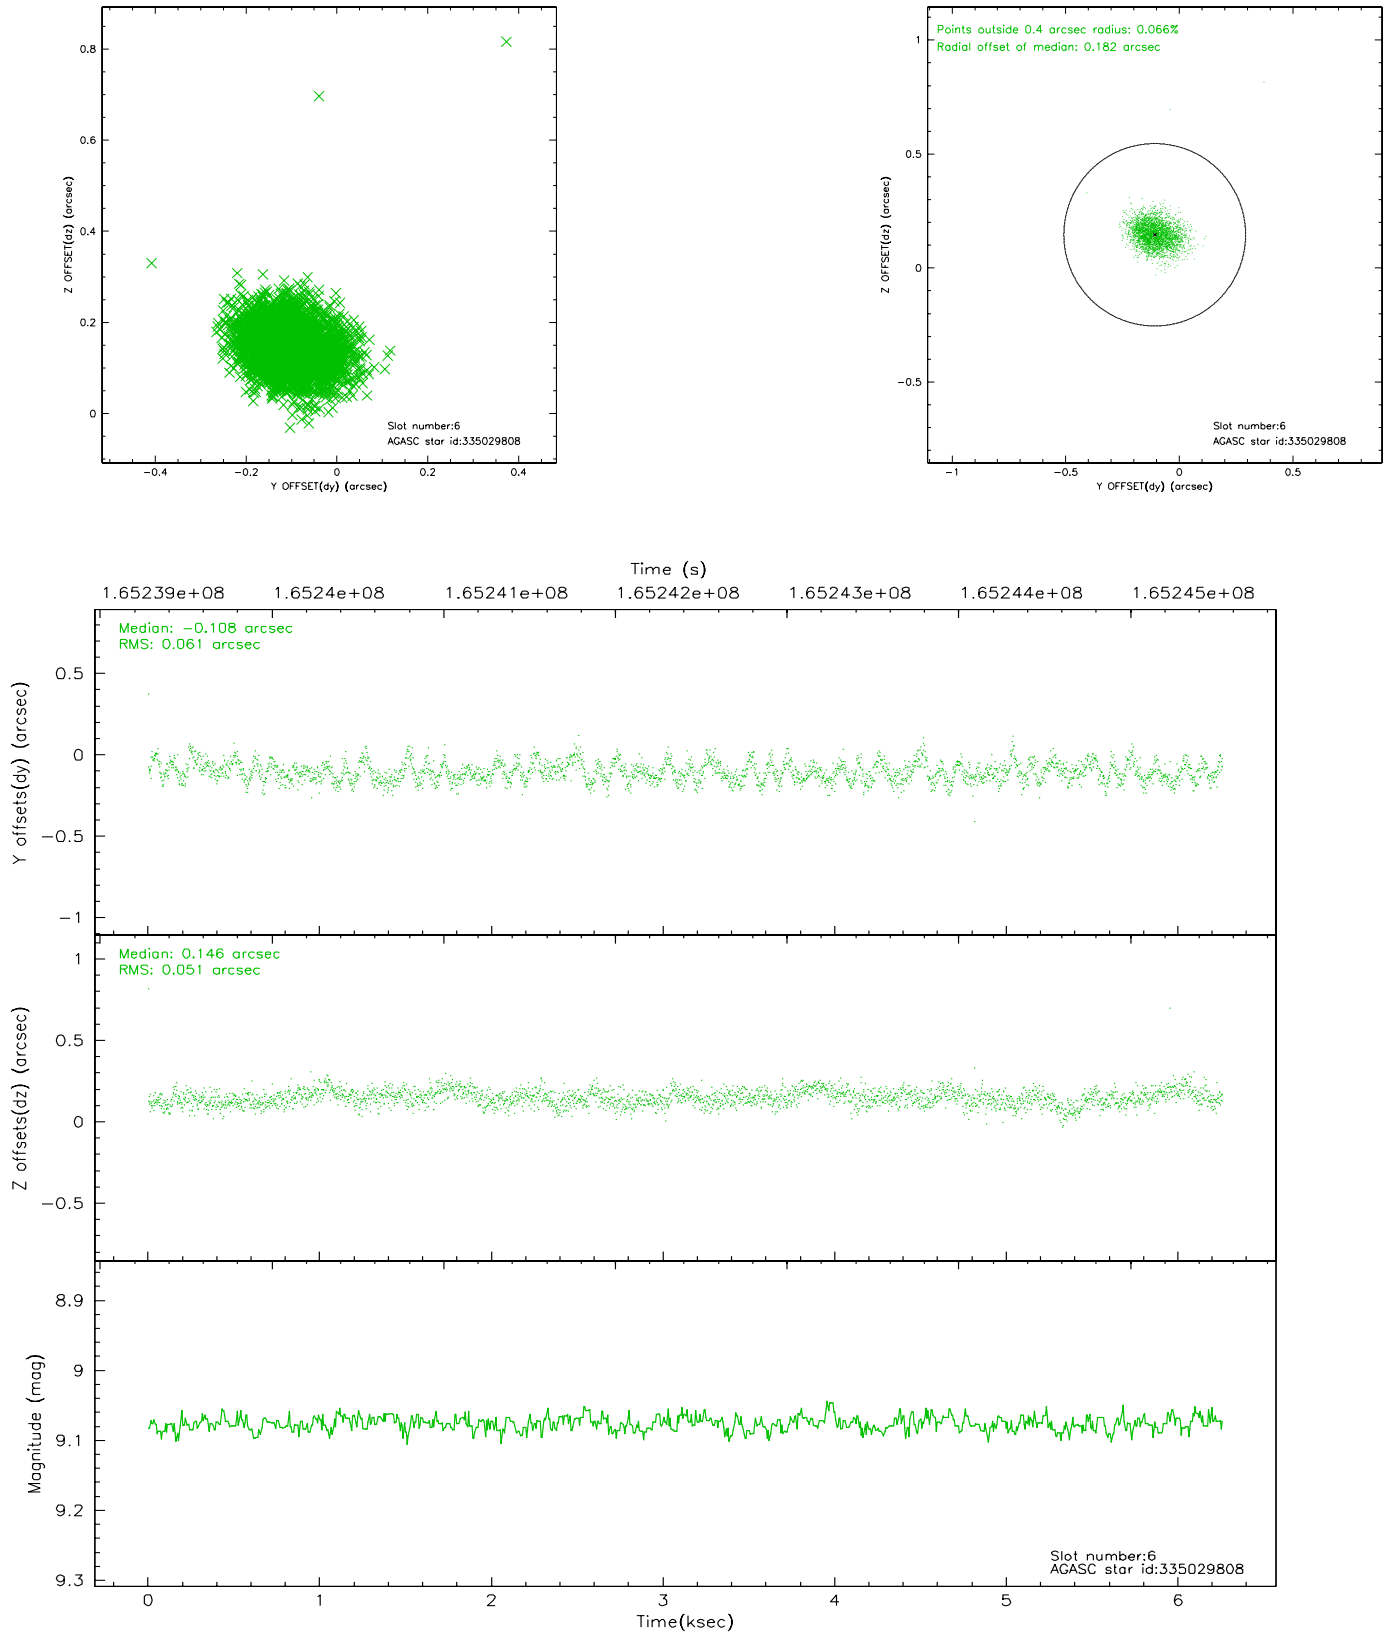 0.8
0.6
0.4
0.2
0
Z OFFSET(dz) (arcsec)
Slot number:6
AGASC star id:335029808
−0.4 −0.2 0 0.2 0.4
Y OFFSET(dy) (arcsec)
Points outside 0.4 arcsec radius: 0.066%
Radial offset of median: 0.182 arcsec
1
0.5
0
−0.5
Z OFFSET(dz) (arcsec)
Slot number:6
AGASC star id:335029808
−1 −0.5 0 0.5
Y OFFSET(dy) (arcsec)
Time (s)
1.65239e+08 1.6524e+08 1.65241e+08 1.65242e+08 1.65243e+08 1.65244e+08 1.65245e+08
Median: −0.108 arcsec
RMS: 0.061 arcsec
0.5
0
−0.5
−1
Y offsets(dy) (arcsec)
Median: 0.146 arcsec
RMS: 0.051 arcsec
1
0.5
0
−0.5
Z offsets(dz) (arcsec)
8.9
9
9.1
9.2
9.3
Magnitude (mag)
Slot number:6
AGASC star id:335029808
0 1 2 3 4 5 6
Time(ksec)